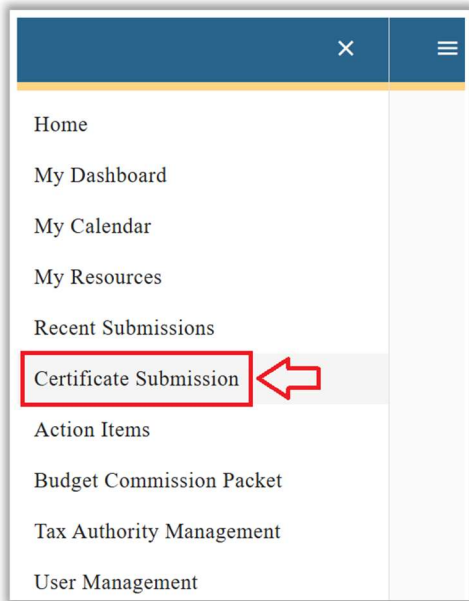 Home
My Dashboard
My Calendar
My Resources
Recent Submissions
Certificate Submission
Action Items
Budget Commission Packet
Tax Authority Management
User Management